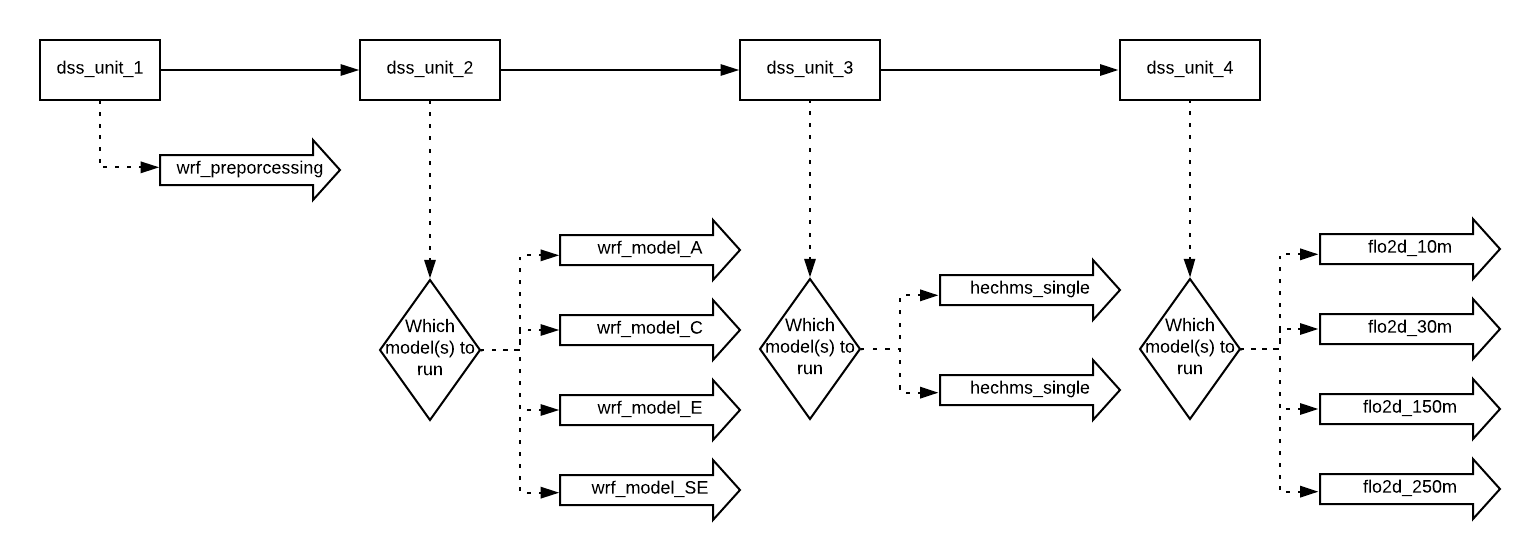 dss_unit_1
dss_unit_2
dss_unit_3
dss_unit_4
wrf_preporcessing
wrf_model_A
wrf_model_C
wrf_model_E
wrf_model_SE
Which
model(s) to
run
hechms_single
hechms_single
Which
model(s) to
run
flo2d_10m
flo2d_30m
flo2d_150m
flo2d_250m
Which
model(s) to
run